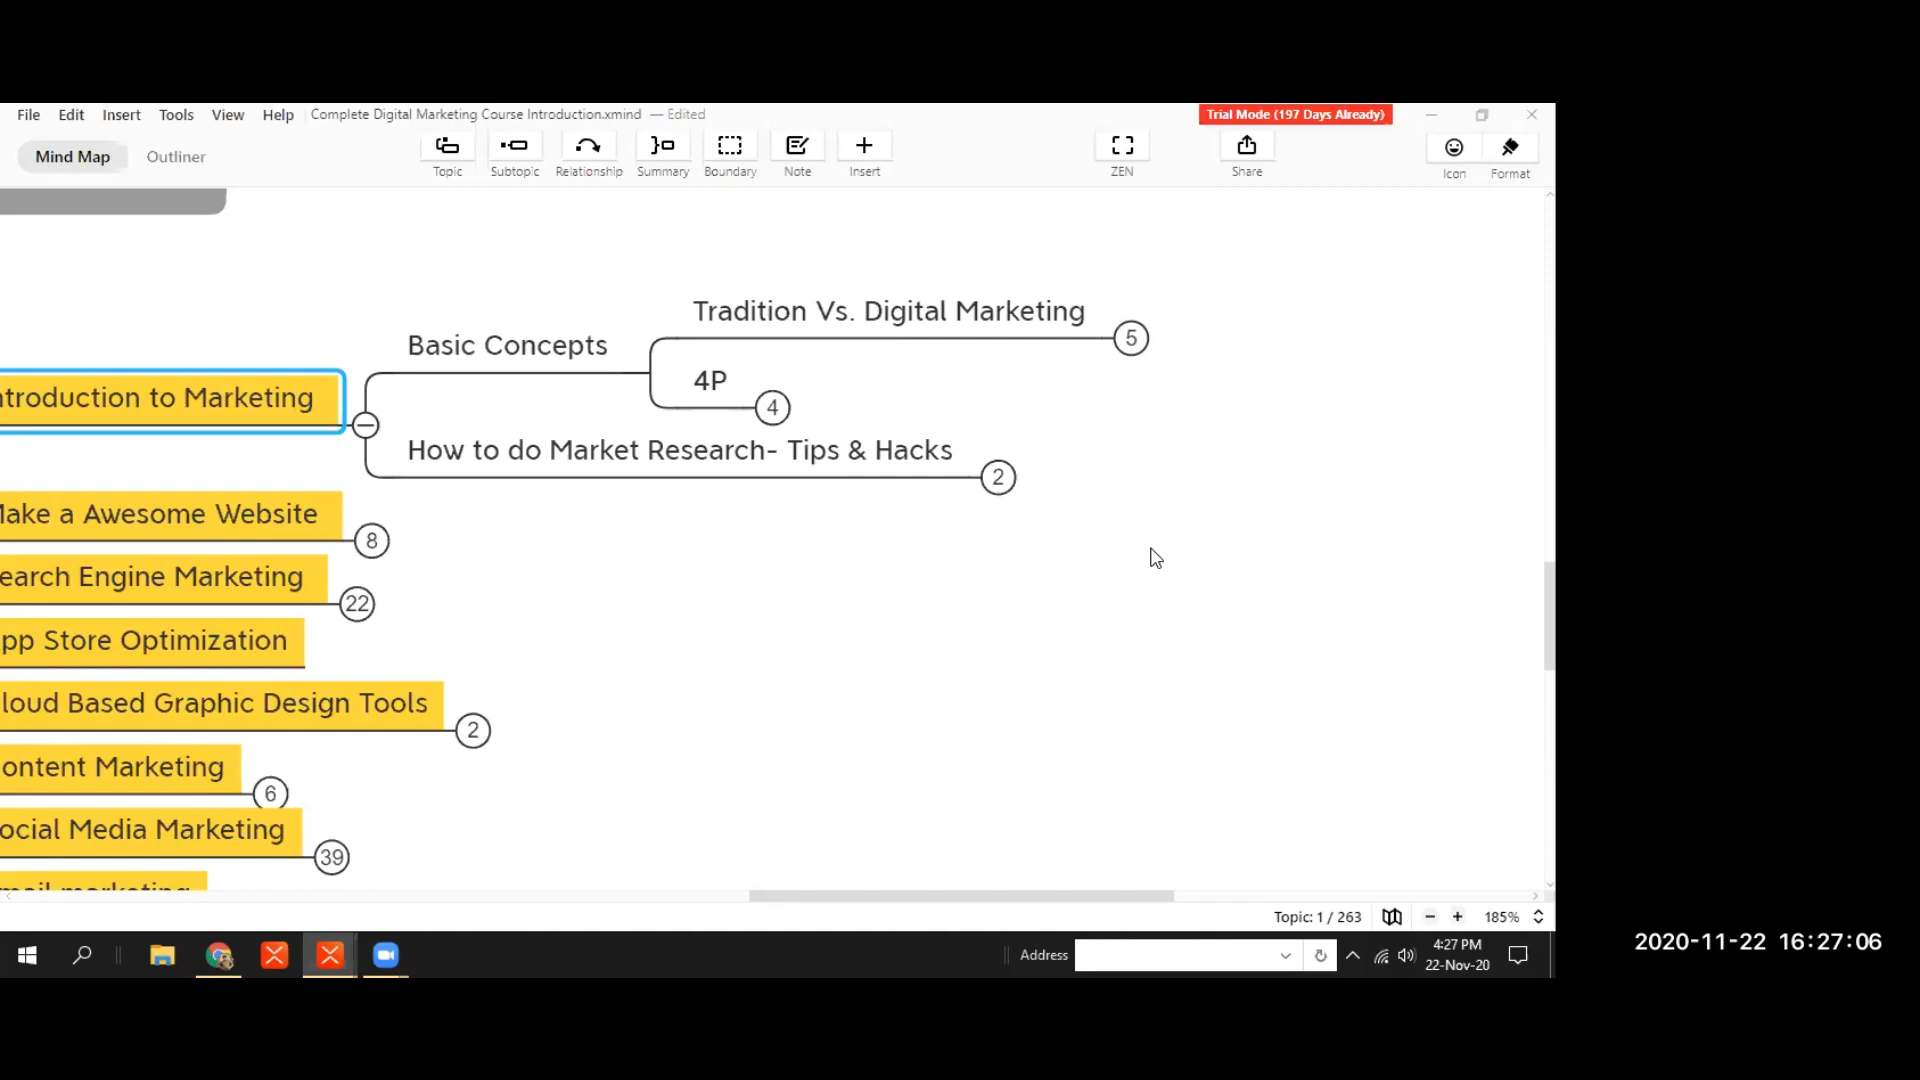 File Edit Insert Tools View Help Complete Digital Marketing Course Introduction.xmind — Edited Trial Mode (197 Days Already)
Mind Map Outliner
Topic Subtopic Relationship Summary Boundary Note Insert ZEN Share Icon Format
Tradition Vs. Digital Marketing 5
Basic Concepts
4P 4
ntroduction to Marketing
How to do Market Research- Tips & Hacks 2
Make a Awesome Website 8
earch Engine Marketing 22
pp Store Optimization
loud Based Graphic Design Tools 2
ontent Marketing 6
ocial Media Marketing 39
mail marketing
Topic: 1 / 263 185%
Address
4:27 PM
22-Nov-20
2020-11-22 16:27:06